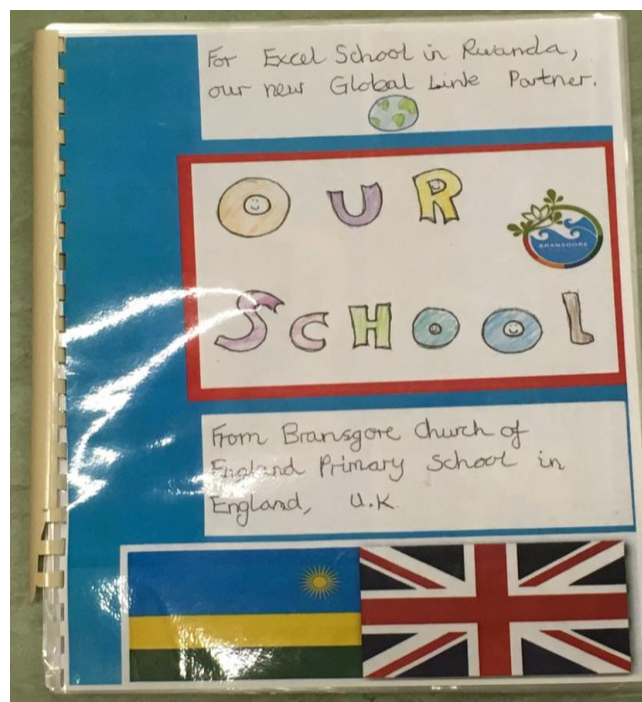 For Excel School in Rwanda,
our new Global Link Partner.
OUR
BRANSGORE
SCHOOL
From Bransgore Church of
England Primary School in
England, U.K